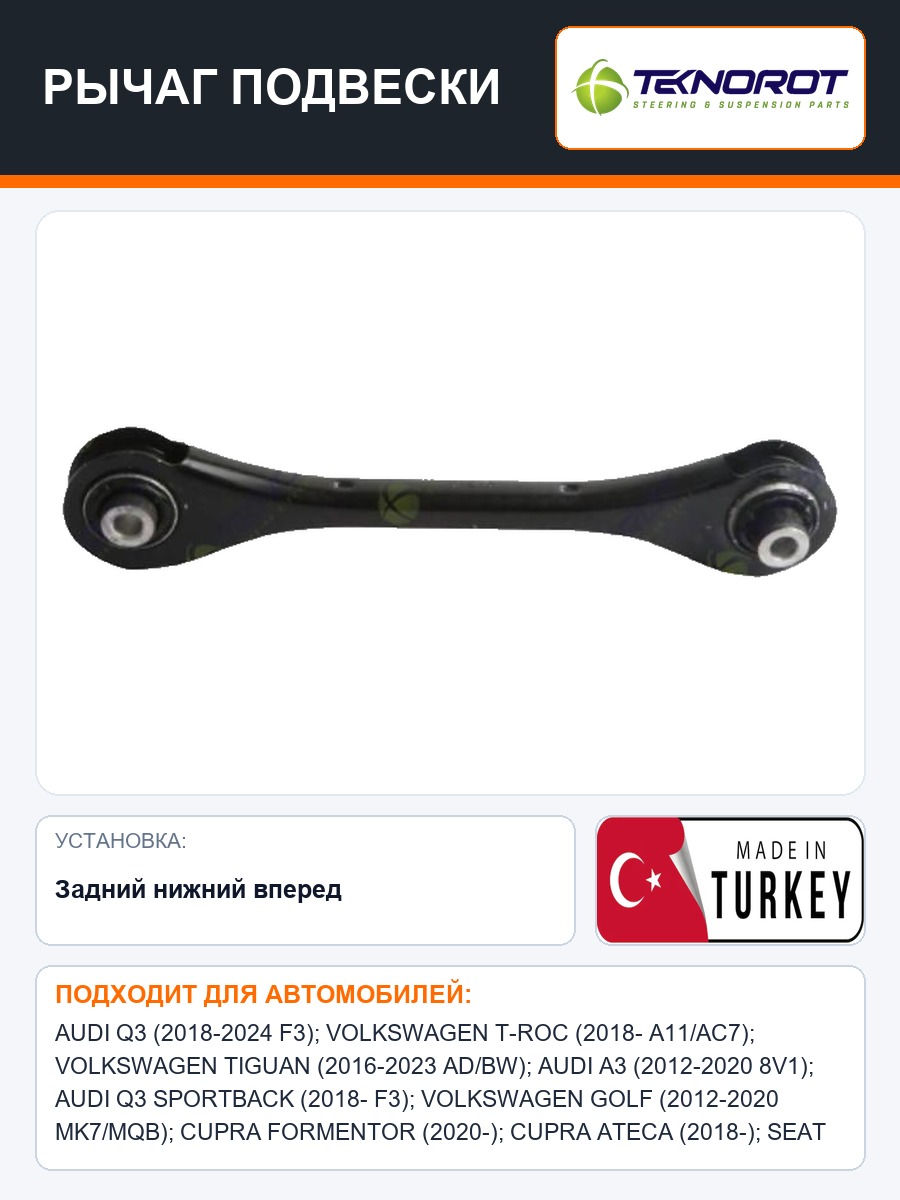 РЫЧАГ ПОДВЕСКИ
TEKNOROT
STEERING & SUSPENSION PARTS
УСТАНОВКА:
Задний нижний вперед
MADE IN
TURKEY
ПОДХОДИТ ДЛЯ АВТОМОБИЛЕЙ:
AUDI Q3 (2018-2024 F3); VOLKSWAGEN T-ROC (2018- A11/AC7);
VOLKSWAGEN TIGUAN (2016-2023 AD/BW); AUDI A3 (2012-2020 8V1);
AUDI Q3 SPORTBACK (2018- F3); VOLKSWAGEN GOLF (2012-2020
MK7/MQB); CUPRA FORMENTOR (2020-); CUPRA ATECA (2018-); SEAT